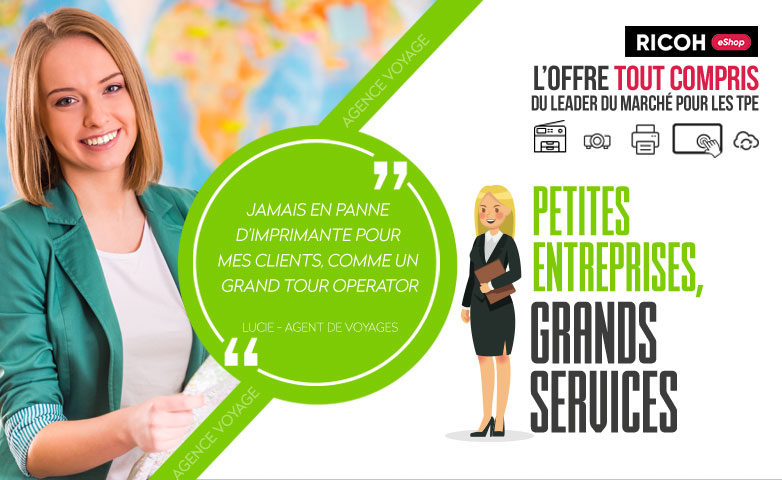 AGENCE VOYAGE
RICOH eShop
L'OFFRE TOUT COMPRIS
DU LEADER DU MARCHÉ POUR LES TPE
”
JAMAIS EN PANNE
D'IMPRIMANTE POUR
MES CLIENTS, COMME UN
GRAND TOUR OPERATOR
LUCIE - AGENT DE VOYAGES
“
AGENCE VOYAGE
PETITES
ENTREPRISES,
GRANDS
SERVICES